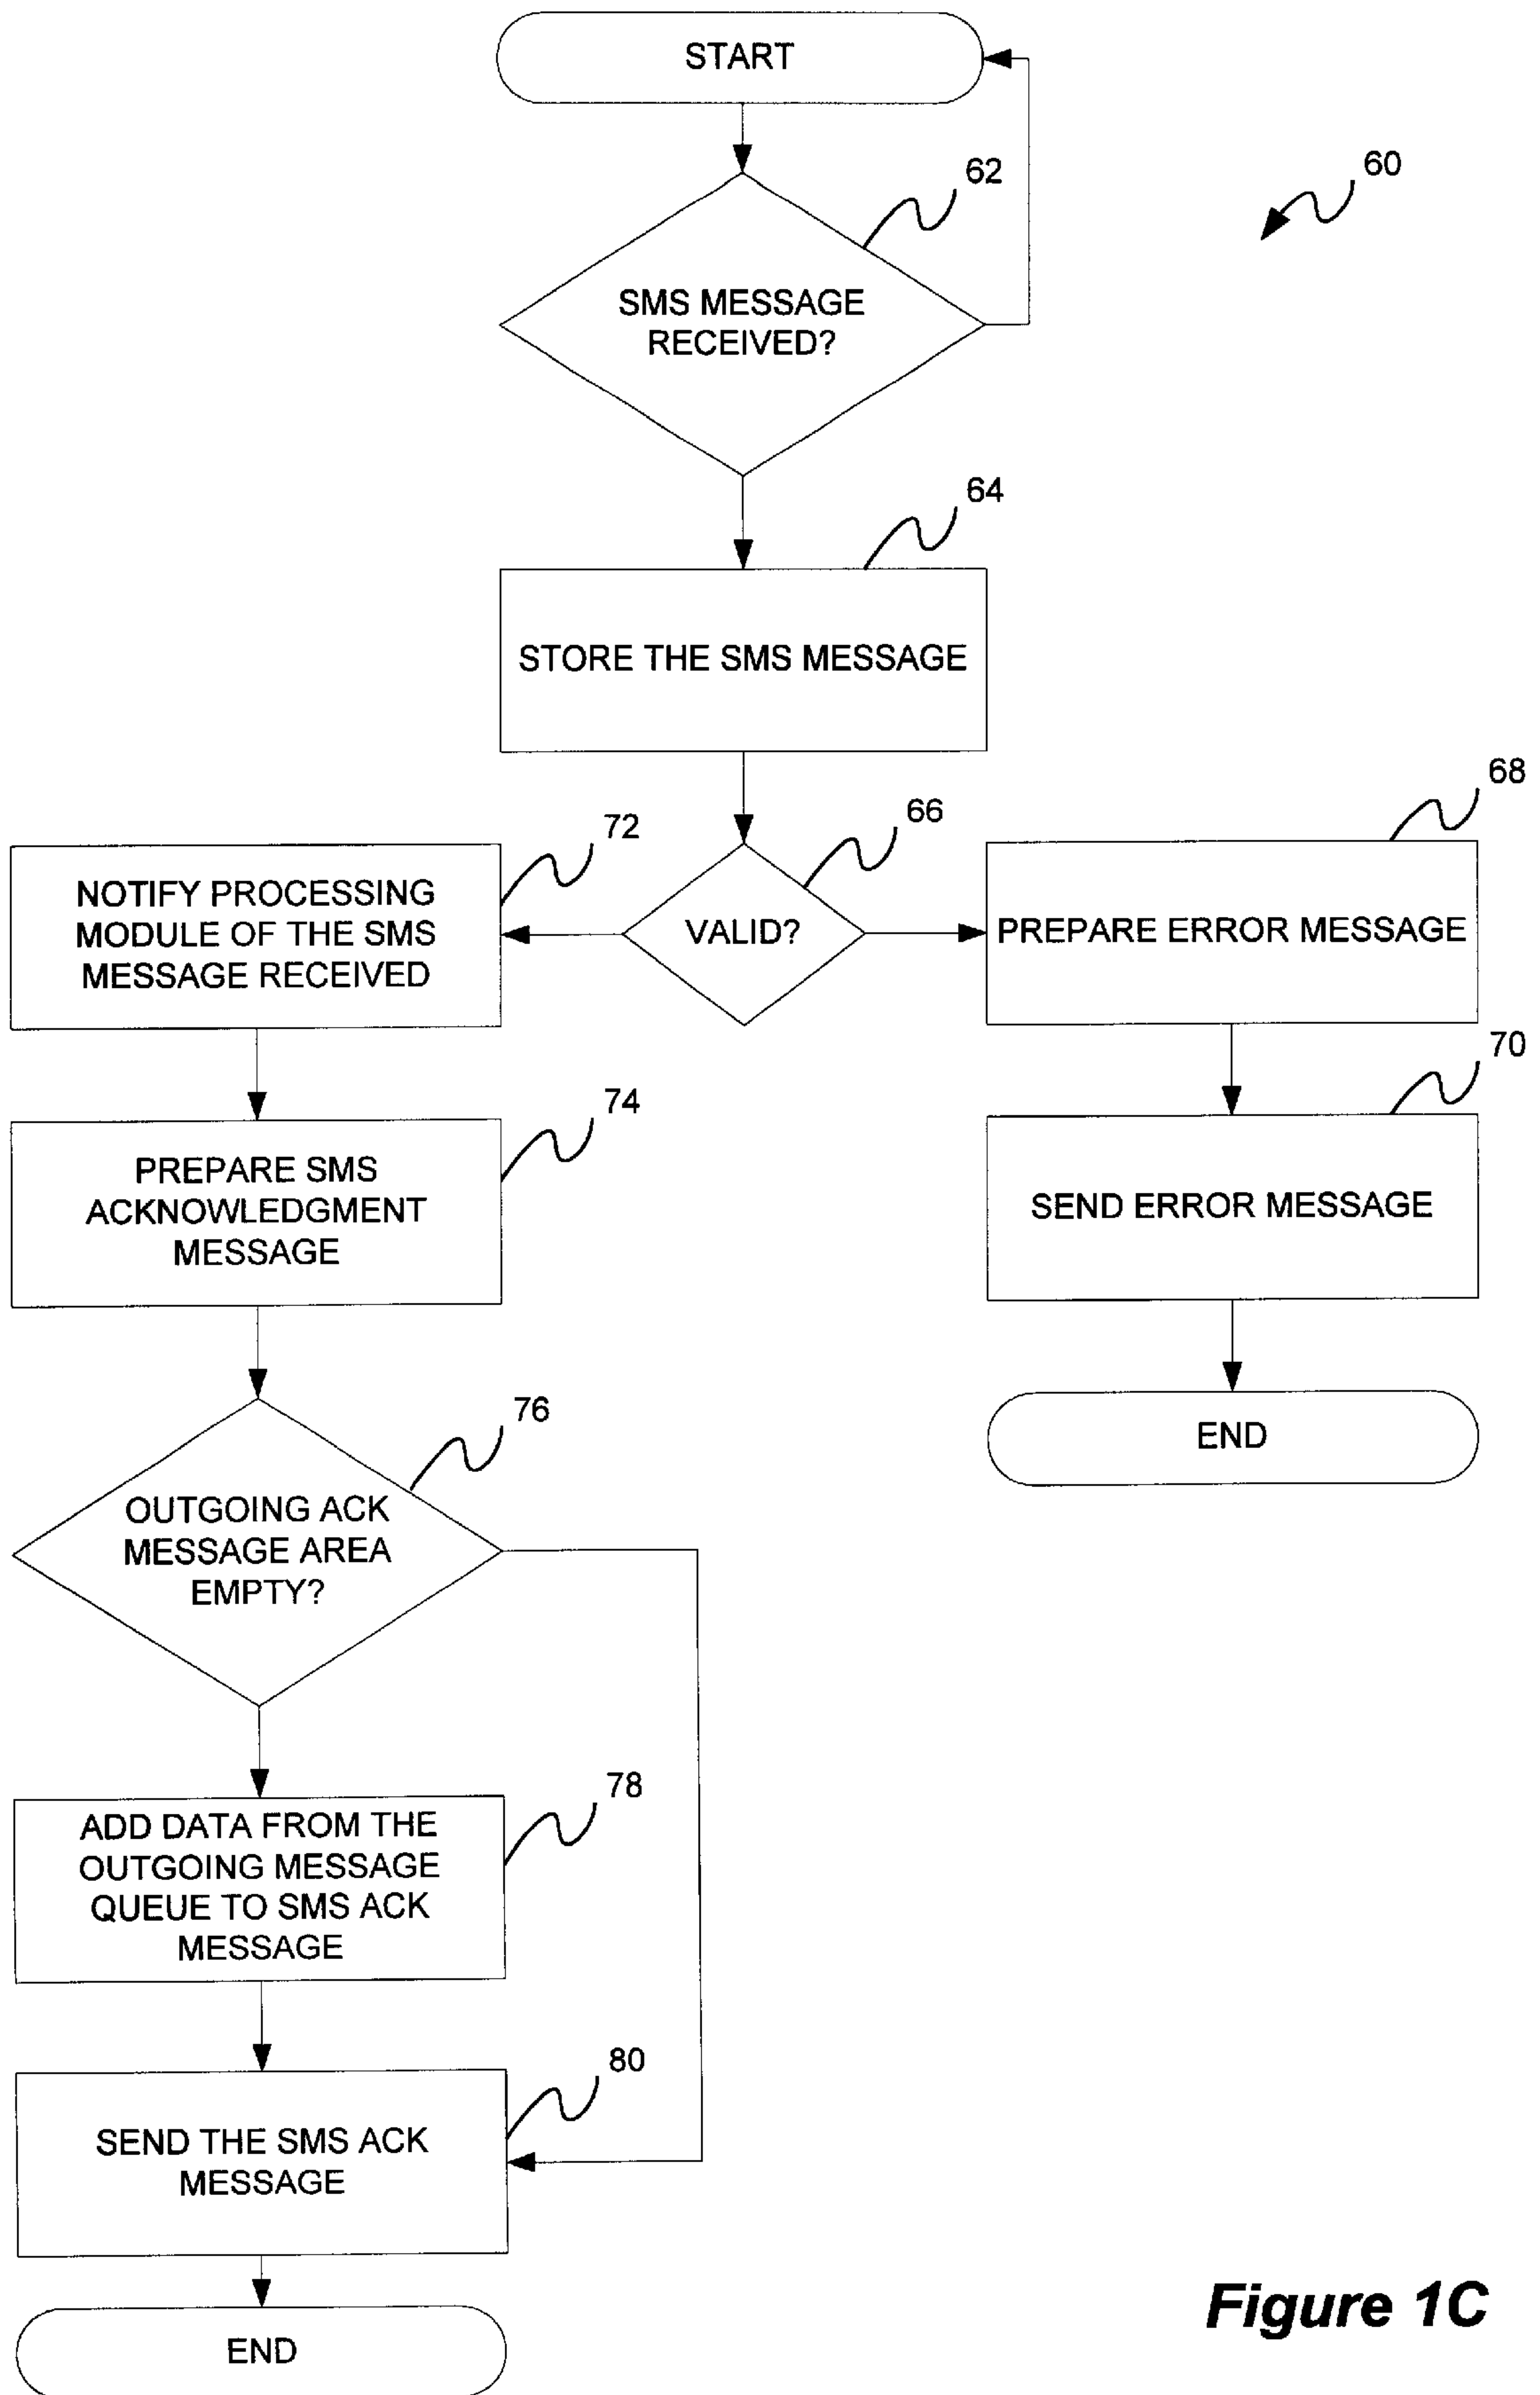 START
62
60
SMS MESSAGE
RECEIVED?
64
STORE THE SMS MESSAGE
68
66
72
NOTIFY PROCESSING
MODULE OF THE SMS
MESSAGE RECEIVED
VALID?
PREPARE ERROR MESSAGE
70
74
PREPARE SMS
ACKNOWLEDGMENT
MESSAGE
SEND ERROR MESSAGE
76
END
OUTGOING ACK
MESSAGE AREA
EMPTY?
78
ADD DATA FROM THE
OUTGOING MESSAGE
QUEUE TO SMS ACK
MESSAGE
80
SEND THE SMS ACK
MESSAGE
END
Figure 1C